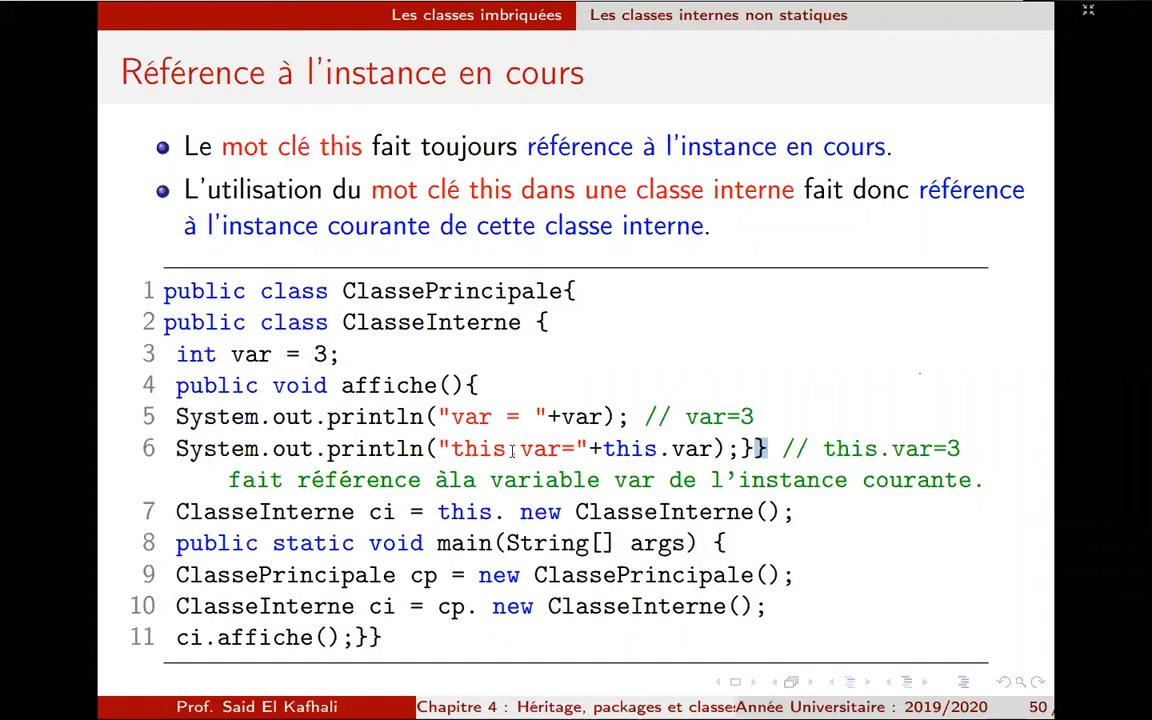 Les classes imbriquées Les classes internes non statiques
Référence à l'instance en cours
Le mot clé this fait toujours référence à l'instance en cours.
L'utilisation du mot clé this dans une classe interne fait donc référence
à l'instance courante de cette classe interne.
1 public class ClassePrincipale{
2 public class ClasseInterne {
3 int var = 3;
4 public void affiche(){
5 System.out.println("var = "+var); // var=3
6 System.out.println("this.var="+this.var);}} // this.var=3
fait référence àla variable var de l'instance courante.
7 ClasseInterne ci = this. new ClasseInterne();
8 public static void main(String[] args) {
9 ClassePrincipale cp = new ClassePrincipale();
10 ClasseInterne ci = cp. new ClasseInterne();
11 ci.affiche();}}
Prof. Said El Kafhali Chapitre 4 : Héritage, packages et classes Année Universitaire : 2019/2020 50 /